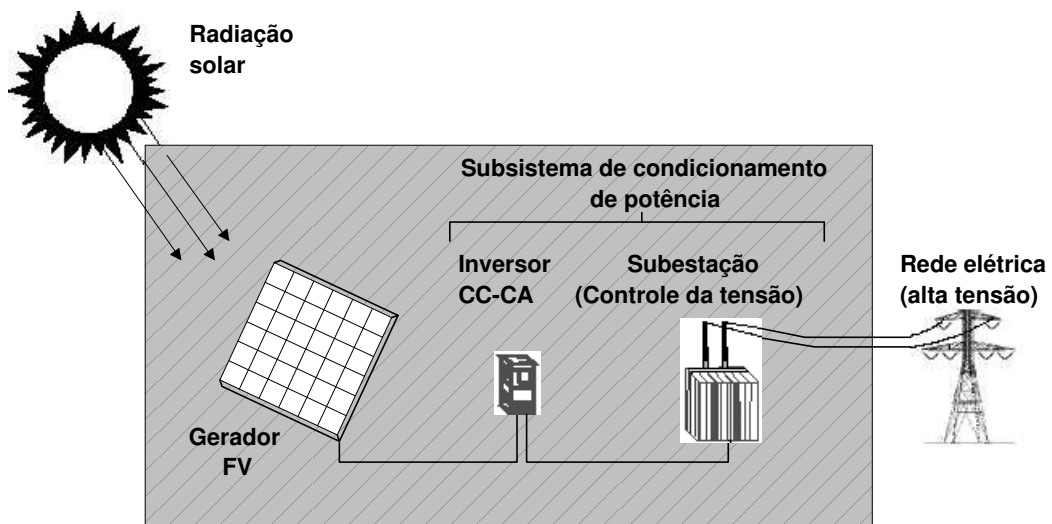 Radiação
solar
Subsistema de condicionamento
de potência
Inversor
CC-CA
Subestação
(Controle da tensão)
Rede elétrica
(alta tensão)
Gerador
FV